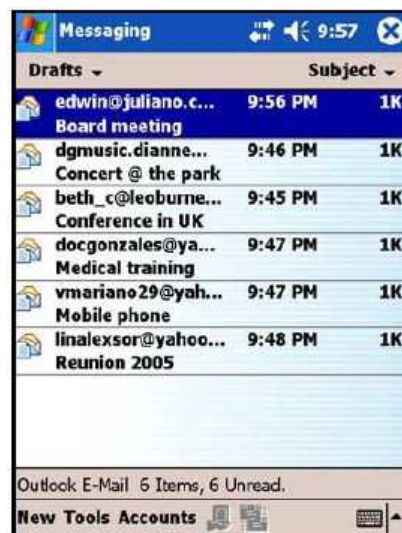 Messaging 9:57
Drafts Subject
edwin@juliano.c... 9:56 PM 1K
Board meeting
dgmusic.dianne... 9:46 PM 1K
Concert @ the park
beth_c@leoburne... 9:45 PM 1K
Conference in UK
docgonzales@ya... 9:47 PM 1K
Medical training
vmariano29@yah... 9:47 PM 1K
Mobile phone
linalexsor@yahoo... 9:48 PM 1K
Reunion 2005
Outlook E-Mail 6 Items, 6 Unread.
New Tools Accounts